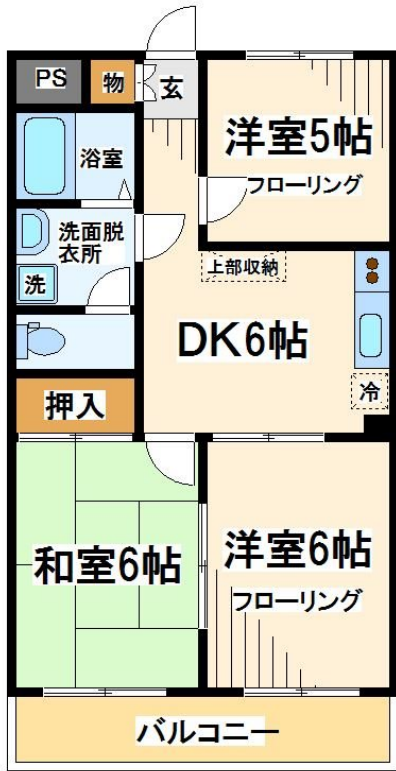 PS
物
玄
洋室5帖
フローリング
浴室
洗面脱
衣所
洗
上部収納
DK6帖
冷
押入
和室6帖
洋室6帖
フローリング
バルコニー